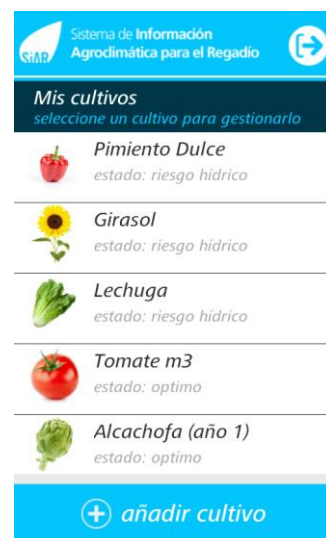 SiAR
Sistema de Información
Agroclimática para el Regadío
Mis cultivos
seleccione un cultivo para gestionarlo
Pimiento Dulce
estado: riesgo hídrico
Girasol
estado: riesgo hídrico
Lechuga
estado: riesgo hídrico
Tomate m3
estado: optimo
Alcachofa (año 1)
estado: optimo
añadir cultivo